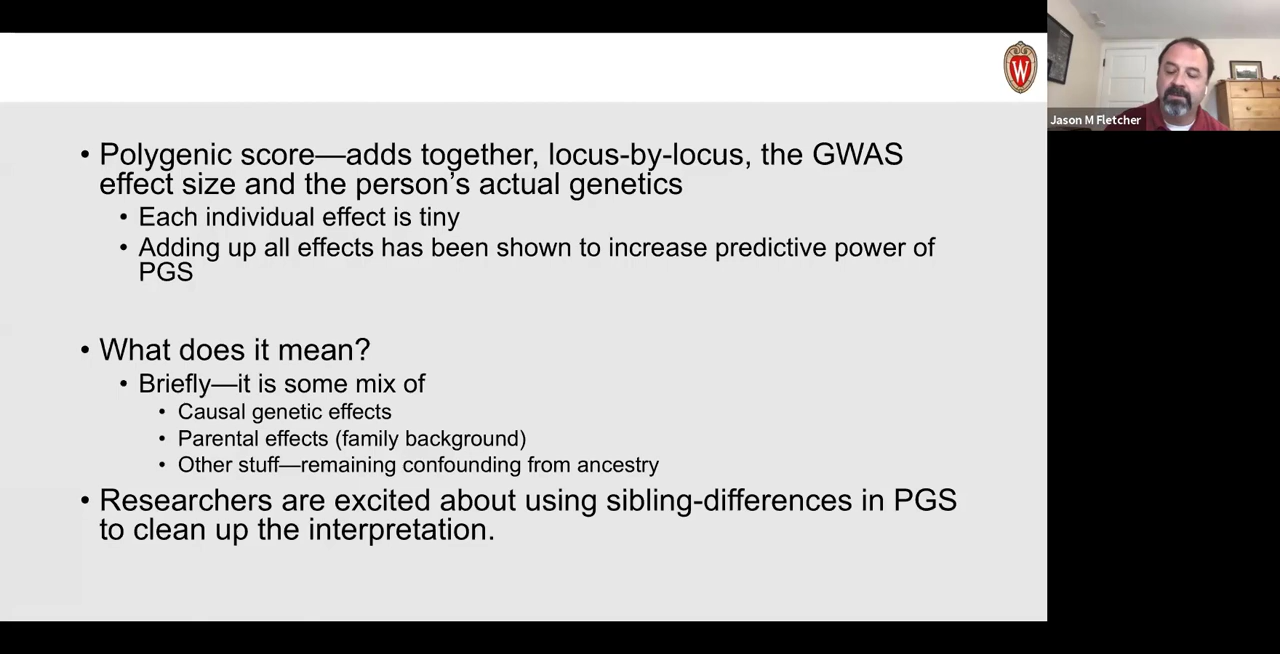 W
Jason M Fletcher
• Polygenic score—adds together, locus-by-locus, the GWAS
effect size and the person's actual genetics
• Each individual effect is tiny
• Adding up all effects has been shown to increase predictive power of
PGS
• What does it mean?
• Briefly—it is some mix of
• Causal genetic effects
• Parental effects (family background)
• Other stuff—remaining confounding from ancestry
• Researchers are excited about using sibling-differences in PGS
to clean up the interpretation.